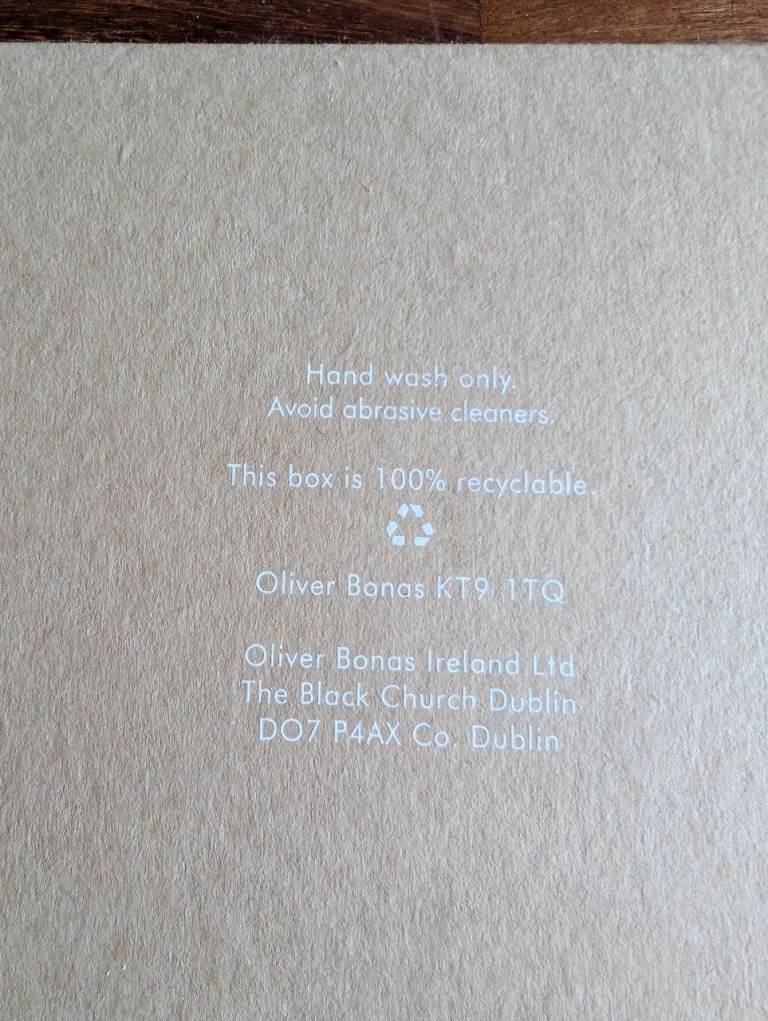 Hand wash only.
Avoid abrasive cleaners.
This box is 100% recyclable.
Oliver Bonas KT9 1TQ
Oliver Bonas Ireland Ltd
The Black Church Dublin
DO7 P4AX Co. Dublin